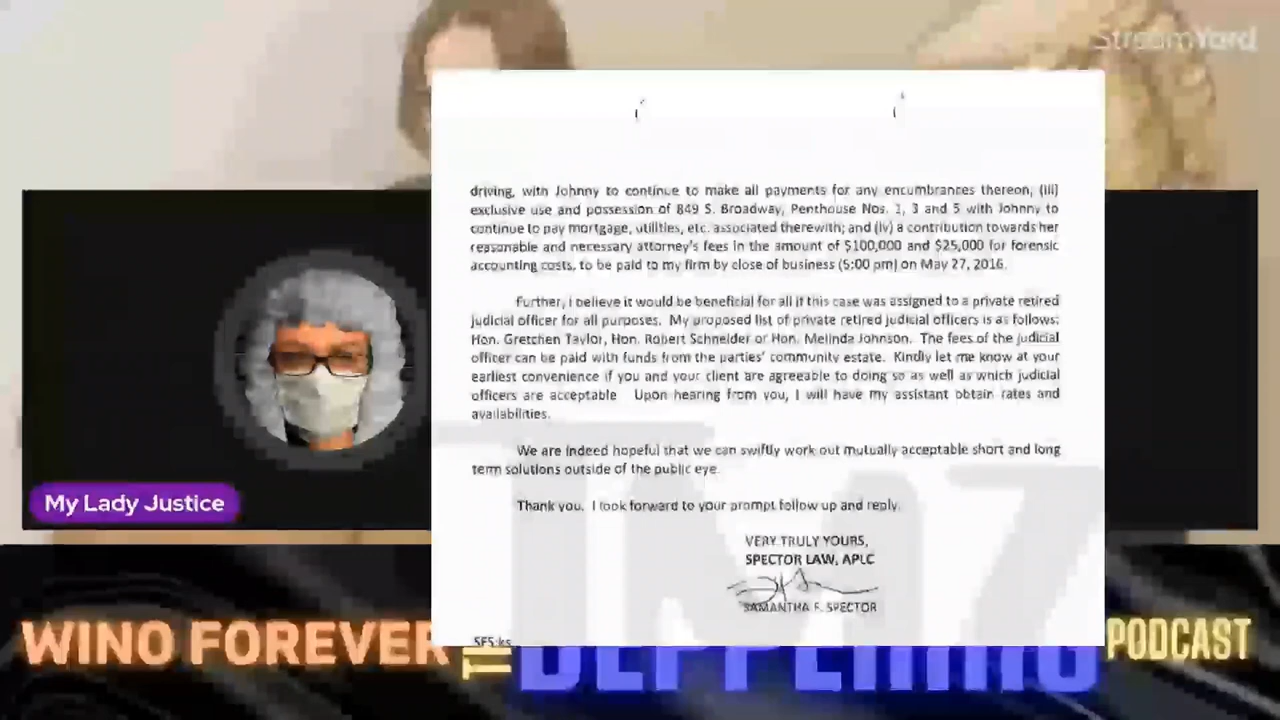 StreamYard
driving, with Johnny to continue to make all payments for any encumbrances thereon; (iii)
exclusive use and possession of 849 S. Broadway, Penthouse Nos. 1, 3 and 5 with Johnny to
continue to pay mortgage, utilities, etc. associated therewith; and (iv) a contribution towards her
reasonable and necessary attorney's fees in the amount of $100,000 and $25,000 for forensic
accounting costs, to be paid to my firm by close of business (5:00 pm) on May 27, 2016.
Further, I believe it would be beneficial for all if this case was assigned to a private retired
judicial officer for all purposes. My proposed list of private retired judicial officers is as follows:
Hon. Gretchen Taylor, Hon. Robert Schneider or Hon. Melinda Johnson. The fees of the judicial
officer can be paid with funds from the parties' community estate. Kindly let me know at your
earliest convenience if you and your client are agreeable to doing so as well as which judicial
officers are acceptable Upon hearing from you, I will have my assistant obtain rates and
availabilities.
We are indeed hopeful that we can swiftly work out mutually acceptable short and long
term solutions outside of the public eye.
Thank you. I look forward to your prompt follow up and reply.
VERY TRULY YOURS,
SPECTOR LAW, APLC
SAMANTHA F. SPECTOR
SFS:ks
TMZ
My Lady Justice
WINO FOREVER
PODCAST